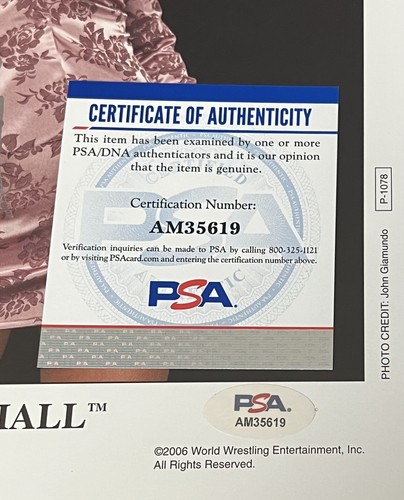 CERTIFICATE OF AUTHENTICITY
This item has been examined by one or more
PSA/DNA authenticators and it is our opinion
that the item is genuine.
Certification Number:
AM35619
Verification inquiries can be made to PSA by calling 800-325-1121
or by visiting PSAcard.com and entering the certification number above.
PSA.
P-1078
PHOTO CREDIT: John Giamundo
HALL™
PSA.
AM35619
©2006 World Wrestling Entertainment, Inc.
All Rights Reserved.